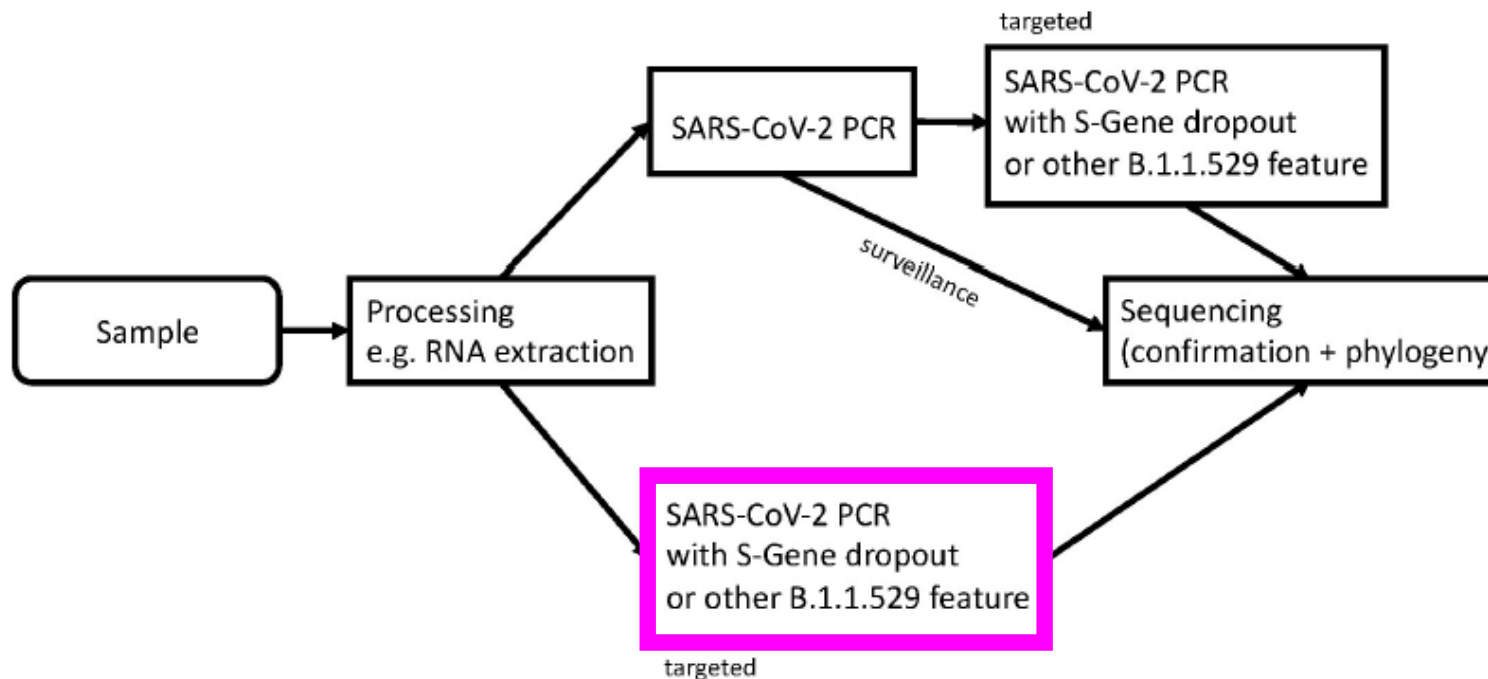 targeted
SARS-CoV-2 PCR
with S-Gene dropout
or other B.1.1.529 feature
SARS-CoV-2 PCR
surveillance
Sample
Processing
e.g. RNA extraction
Sequencing
(confirmation + phylogeny
SARS-CoV-2 PCR
with S-Gene dropout
or other B.1.1.529 feature
targeted